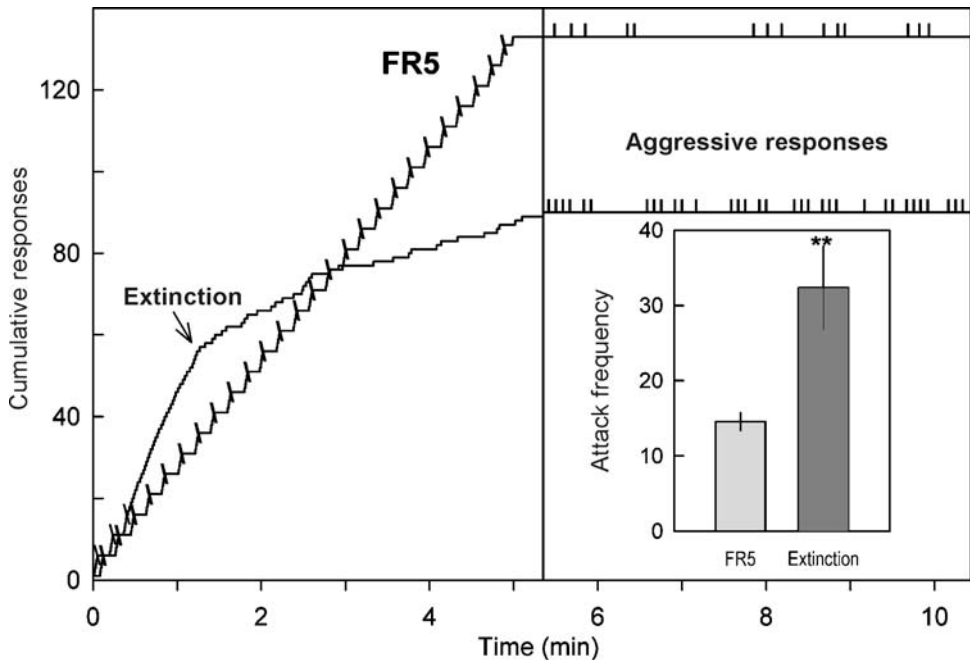 FR5
Extinction
Aggressive responses
Cumulative responses
120
80
40
0
0
2
4
6
8
10
Time (min)
Attack frequency
40
30
20
10
0
**
FR5
Extinction